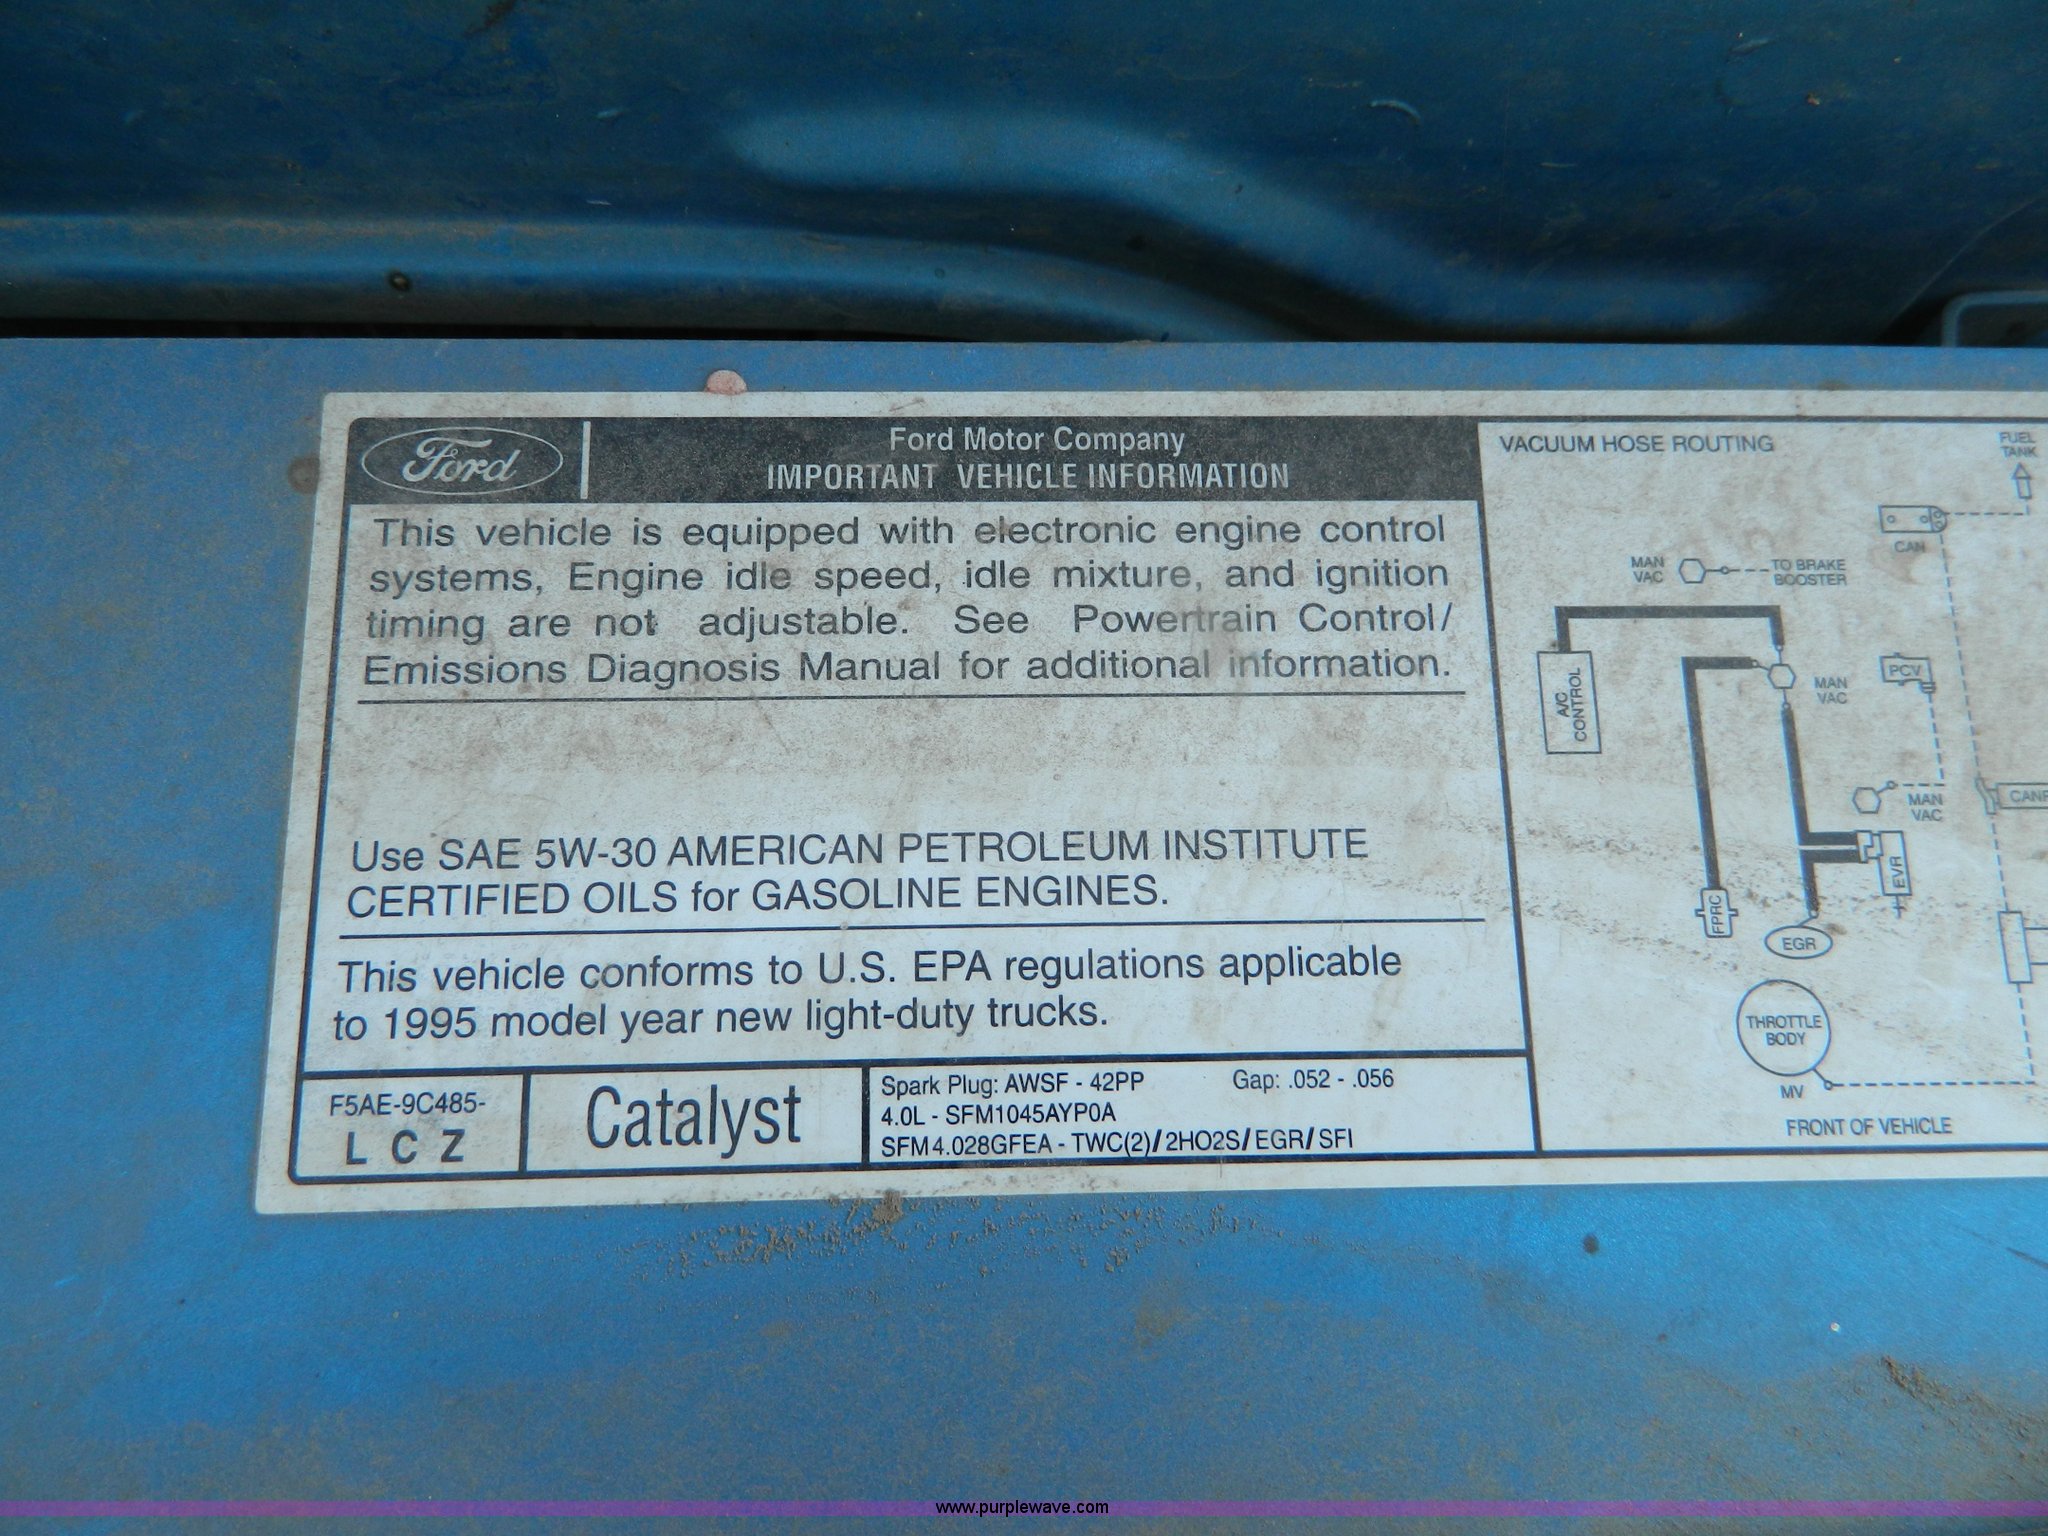 Ford
Ford Motor Company
IMPORTANT VEHICLE INFORMATION
This vehicle is equipped with electronic engine control
systems, Engine idle speed, idle mixture, and ignition
timing are not adjustable. See Powertrain Control/
Emissions Diagnosis Manual for additional information.
Use SAE 5W-30 AMERICAN PETROLEUM INSTITUTE
CERTIFIED OILS for GASOLINE ENGINES.
This vehicle conforms to U.S. EPA regulations applicable
to 1995 model year new light-duty trucks.
F5AE-9C485-
L C Z
Catalyst
Spark Plug: AWSF - 42PP Gap: .052 - .056
4.0L - SFM1045AYP0A
SFM4.028GFEA - TWC(2)/2HO2S/EGR/SFI
VACUUM HOSE ROUTING
FUEL
TANK
CAN
MAN
VAC
TO BRAKE
BOOSTER
A/C
CONTROL
MAN
VAC
PCV
MAN
VAC
CANP
EVR
FPRC
EGR
THROTTLE
BODY
MV
FRONT OF VEHICLE
www.purplewave.com